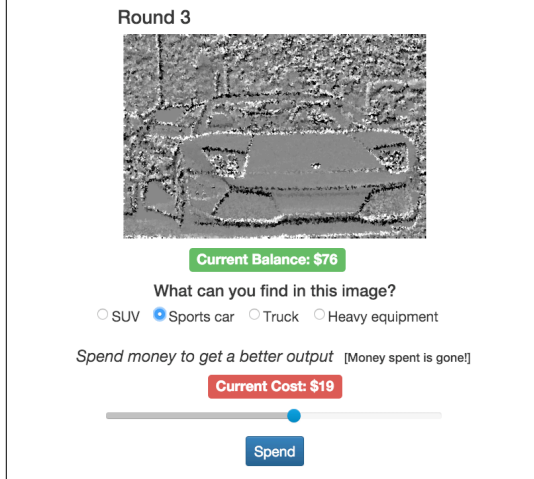 Round 3
Current Balance: $76
What can you find in this image?
SUV Sports car Truck Heavy equipment
Spend money to get a better output [Money spent is gone!]
Current Cost: $19
Spend